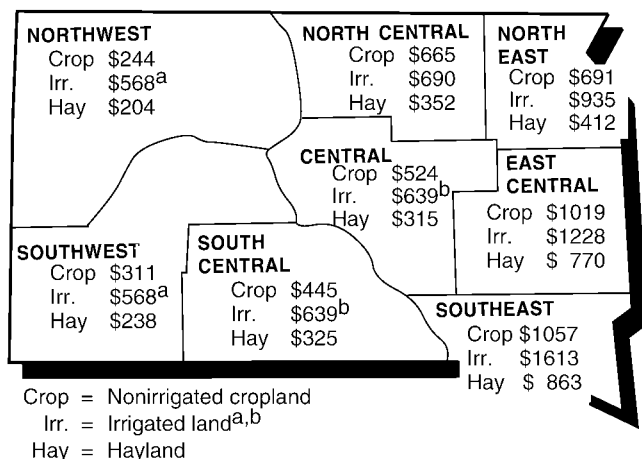 NORTHWEST
Crop $244
Irr. $568a
Hay $204
NORTH CENTRAL
Crop $665
Irr. $690
Hay $352
NORTH
EAST
Crop $691
Irr. $935
Hay $412
CENTRAL
Crop $524
Irr. $639b
Hay $315
EAST
CENTRAL
Crop $1019
Irr. $1228
Hay $ 770
SOUTHWEST
Crop $311
Irr. $568a
Hay $238
SOUTH
CENTRAL
Crop $445
Irr. $639b
Hay $325
SOUTHEAST
Crop $1057
Irr. $1613
Hay $ 863
Crop = Nonirrigated cropland
Irr. = Irrigated landa,b
Hay = Hayland